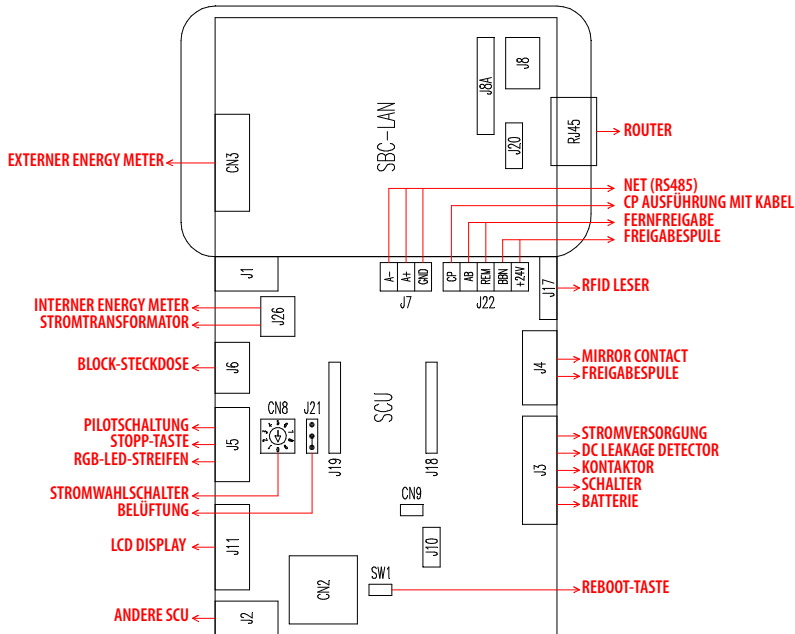 J8
J8A
SBC-LAN
J20
RJ45
ROUTER
EXTERNER ENERGY METER
CN3
NET (RS485)
CP AUSFÜHRUNG MIT KABEL
FERNFREIGABE
FREIGABESPULE
A-
A+
GND
CP
AB
REM
BBN
+24V
J1
J7
J22
J17
RFID LESER
INTERNER ENERGY METER
STROMTRANSFORMATOR
J26
BLOCK-STECKDOSE
J6
J4
MIRROR CONTACT
FREIGABESPULE
CN8
J21
SCU
PILOTSCHALTUNG
STOPP-TASTE
RGB-LED-STREIFEN
J5
J19
J18
J3
STROMVERSORGUNG
DC LEAKAGE DETECTOR
KONTAKTOR
SCHALTER
BATTERIE
STROMWAHLSCHALTER
BELÜFTUNG
CN9
LCD DISPLAY
J11
J10
CN2
SW1
REBOOT-TASTE
ANDERE SCU
J2